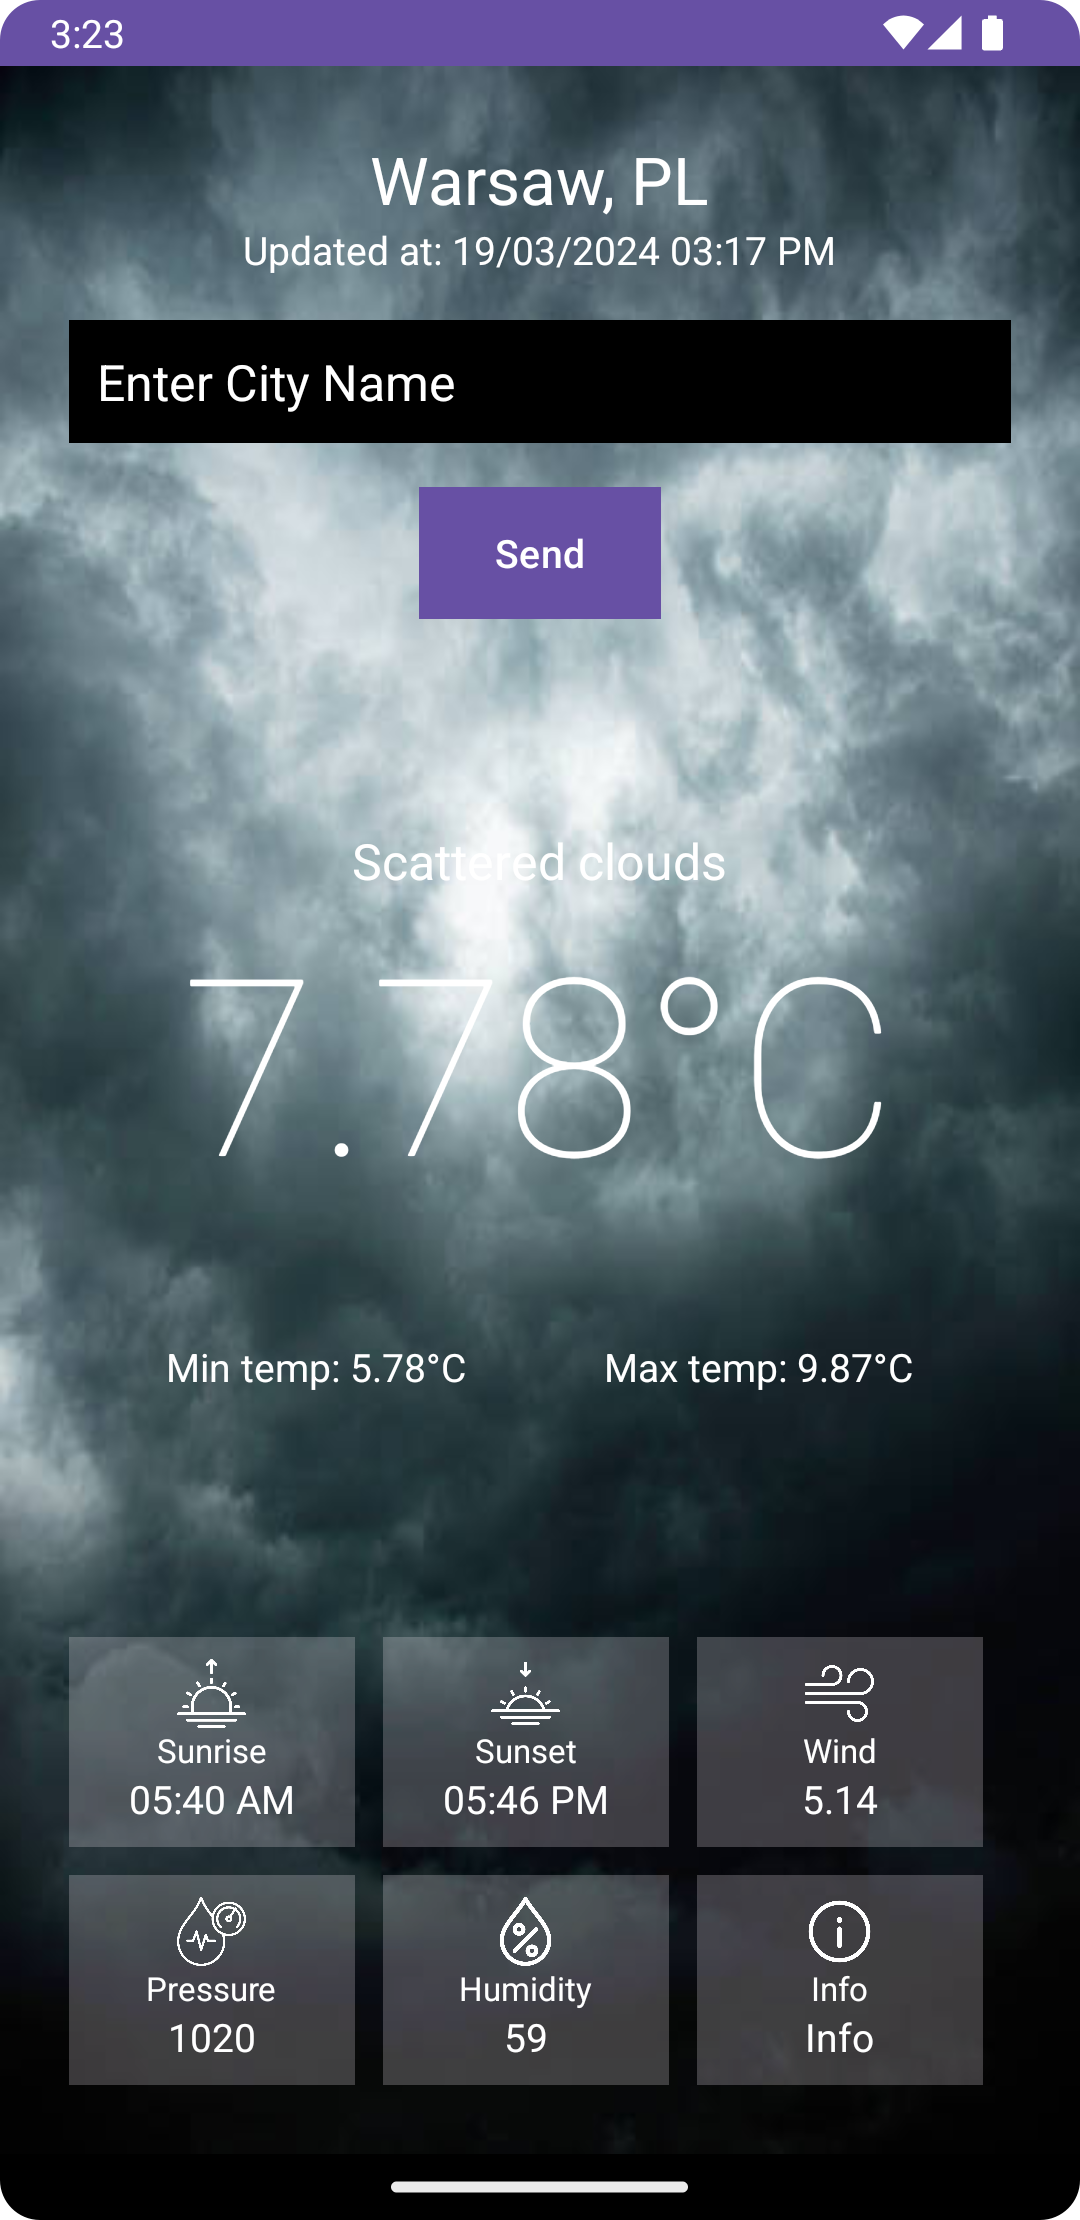 3:23
Warsaw, PL
Updated at: 19/03/2024 03:17 PM
Enter City Name
Send
Scattered clouds
7.78°C
Min temp: 5.78°C Max temp: 9.87°C
Sunrise Sunset Wind
05:40 AM 05:46 PM 5.14
Pressure Humidity Info
1020 59 Info